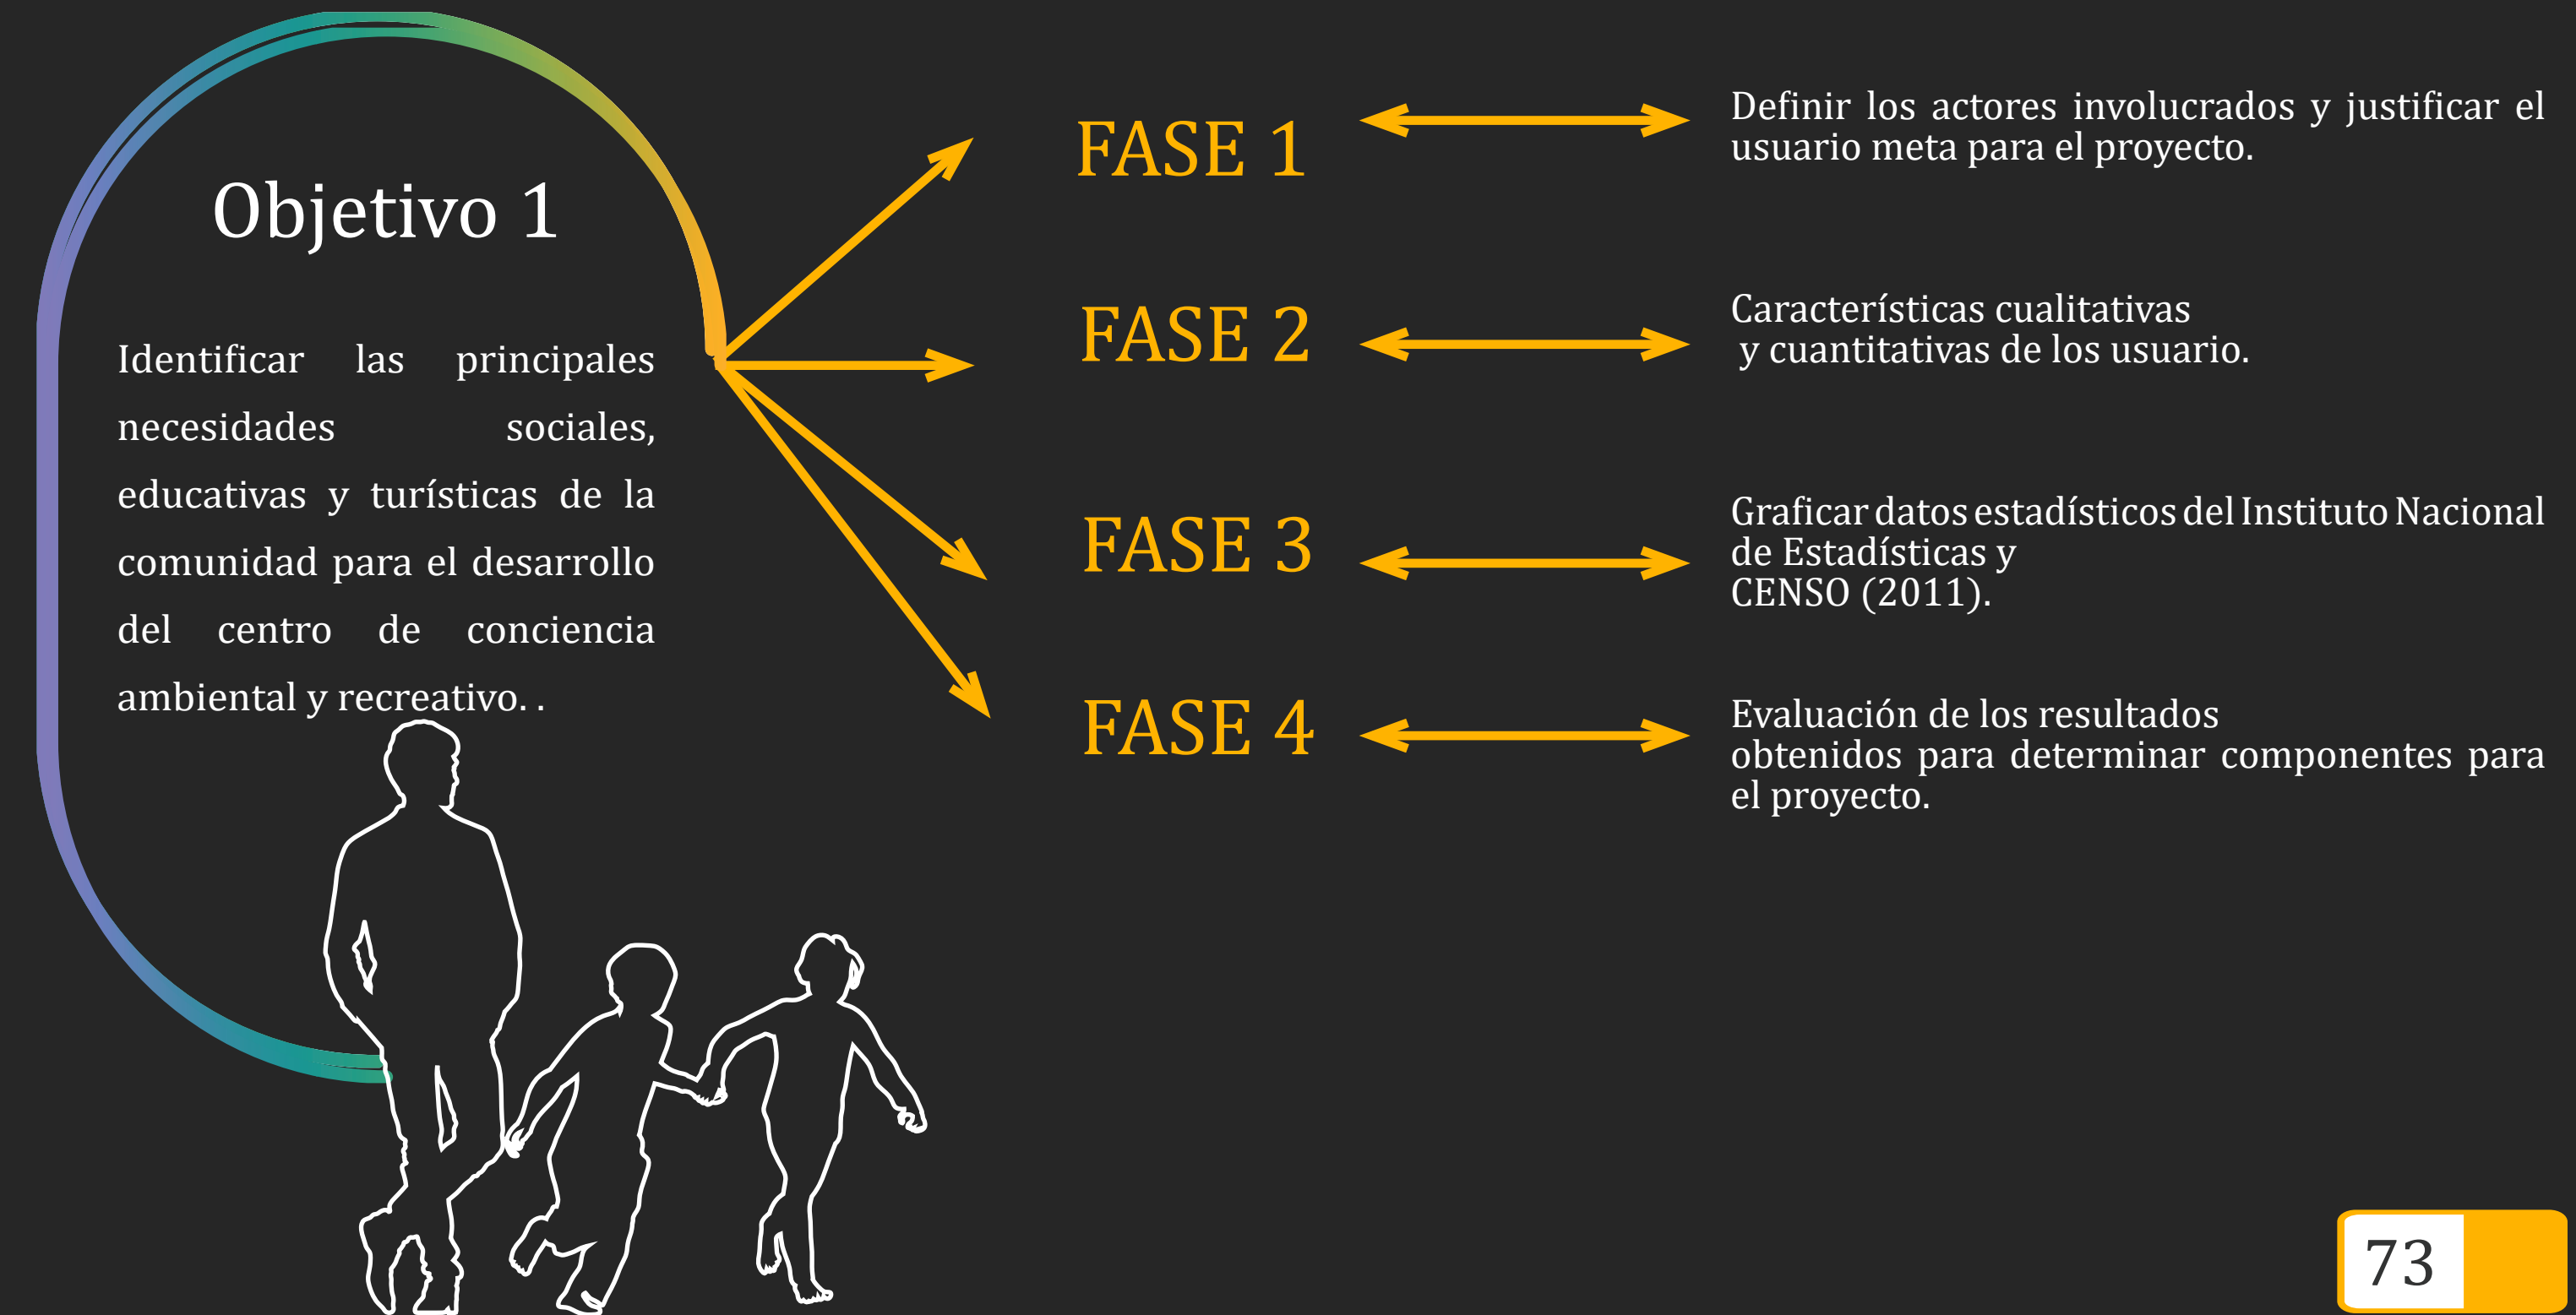 Objetivo 1
Identificar las principales
necesidades sociales,
educativas y turísticas de la
comunidad para el desarrollo
del centro de conciencia
ambiental y recreativo. .
FASE 1
Definir los actores involucrados y justificar el
usuario meta para el proyecto.
FASE 2
Características cualitativas
y cuantitativas de los usuario.
FASE 3
Graficar datos estadísticos del Instituto Nacional
de Estadísticas y
CENSO (2011).
FASE 4
Evaluación de los resultados
obtenidos para determinar componentes para
el proyecto.
73